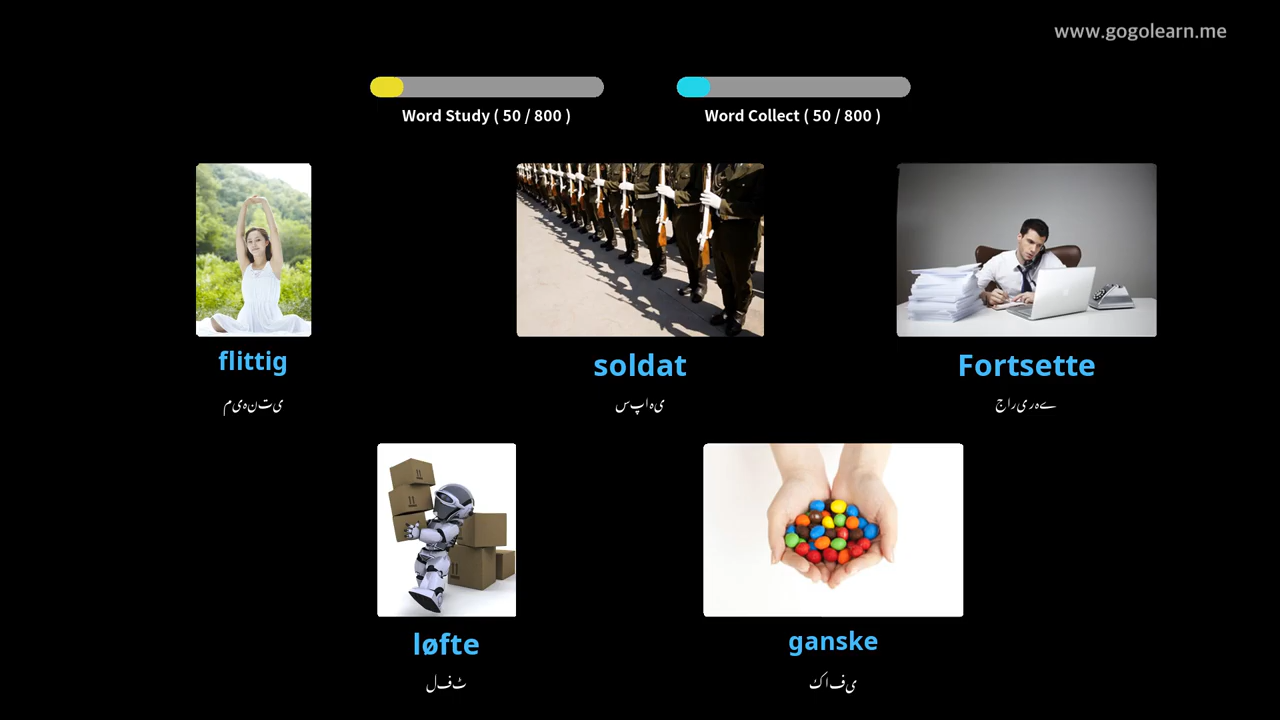 www.gogolearn.me
Word Study ( 50 / 800 )
Word Collect ( 50 / 800 )
flittig
soldat
Fortsette
میہنتی
سپاہی
جاری رہے
løfte
ganske
لفٹ
کافی